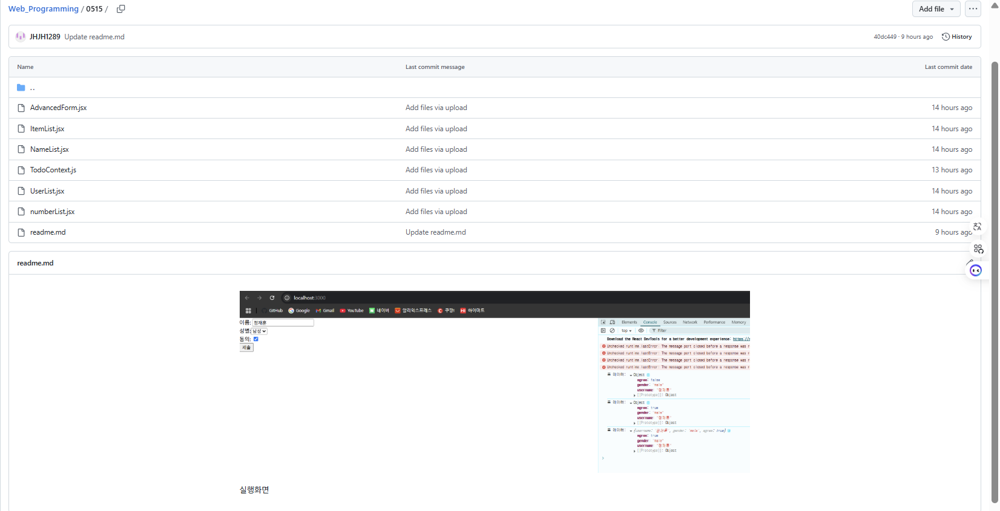 Web_Programming / 0515 /
Add file
JHJH1289 Update readme.md
40dc449 · 9 hours ago History
Name Last commit message Last commit date
..
AdvancedForm.jsx Add files via upload 14 hours ago
ItemList.jsx Add files via upload 14 hours ago
NameList.jsx Add files via upload 14 hours ago
TodoContext.js Add files via upload 13 hours ago
UserList.jsx Add files via upload 14 hours ago
numberList.jsx Add files via upload 14 hours ago
readme.md Update readme.md 9 hours ago
readme.md
localhost:3000
GitHub Google Gmail YouTube 네이버 알리익스프레스 쿠팡! 하이마트
이름: 정재훈
성별: 남성
동의:
제출
Elements Console Sources Network Performance Memory
top Filter
Download the React DevTools for a better development experience: https://r
Unchecked runtime.lastError: The message port closed before a response was r
Unchecked runtime.lastError: The message port closed before a response was r
Unchecked runtime.lastError: The message port closed before a response was r
Unchecked runtime.lastError: The message port closed before a response was r
폼 데이터: Object
agree: false
gender: "male"
username: "정재훈"
[[Prototype]]: Object
폼 데이터: Object
agree: true
gender: "male"
username: "정재훈"
[[Prototype]]: Object
폼 데이터: {username: '정재훈', gender: 'male', agree: true}
agree: true
gender: "male"
username: "정재훈"
[[Prototype]]: Object
실행화면